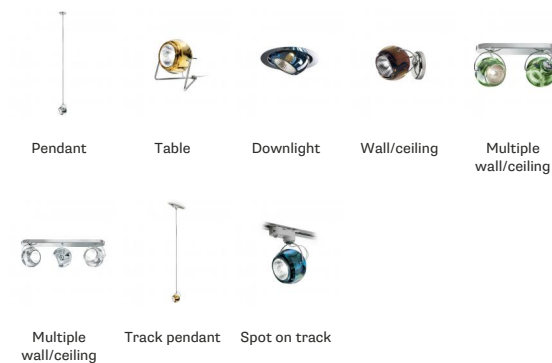 Pendant
Table
Downlight
Wall/ceiling
Multiple
wall/ceiling
Multiple
wall/ceiling
Track pendant
Spot on track